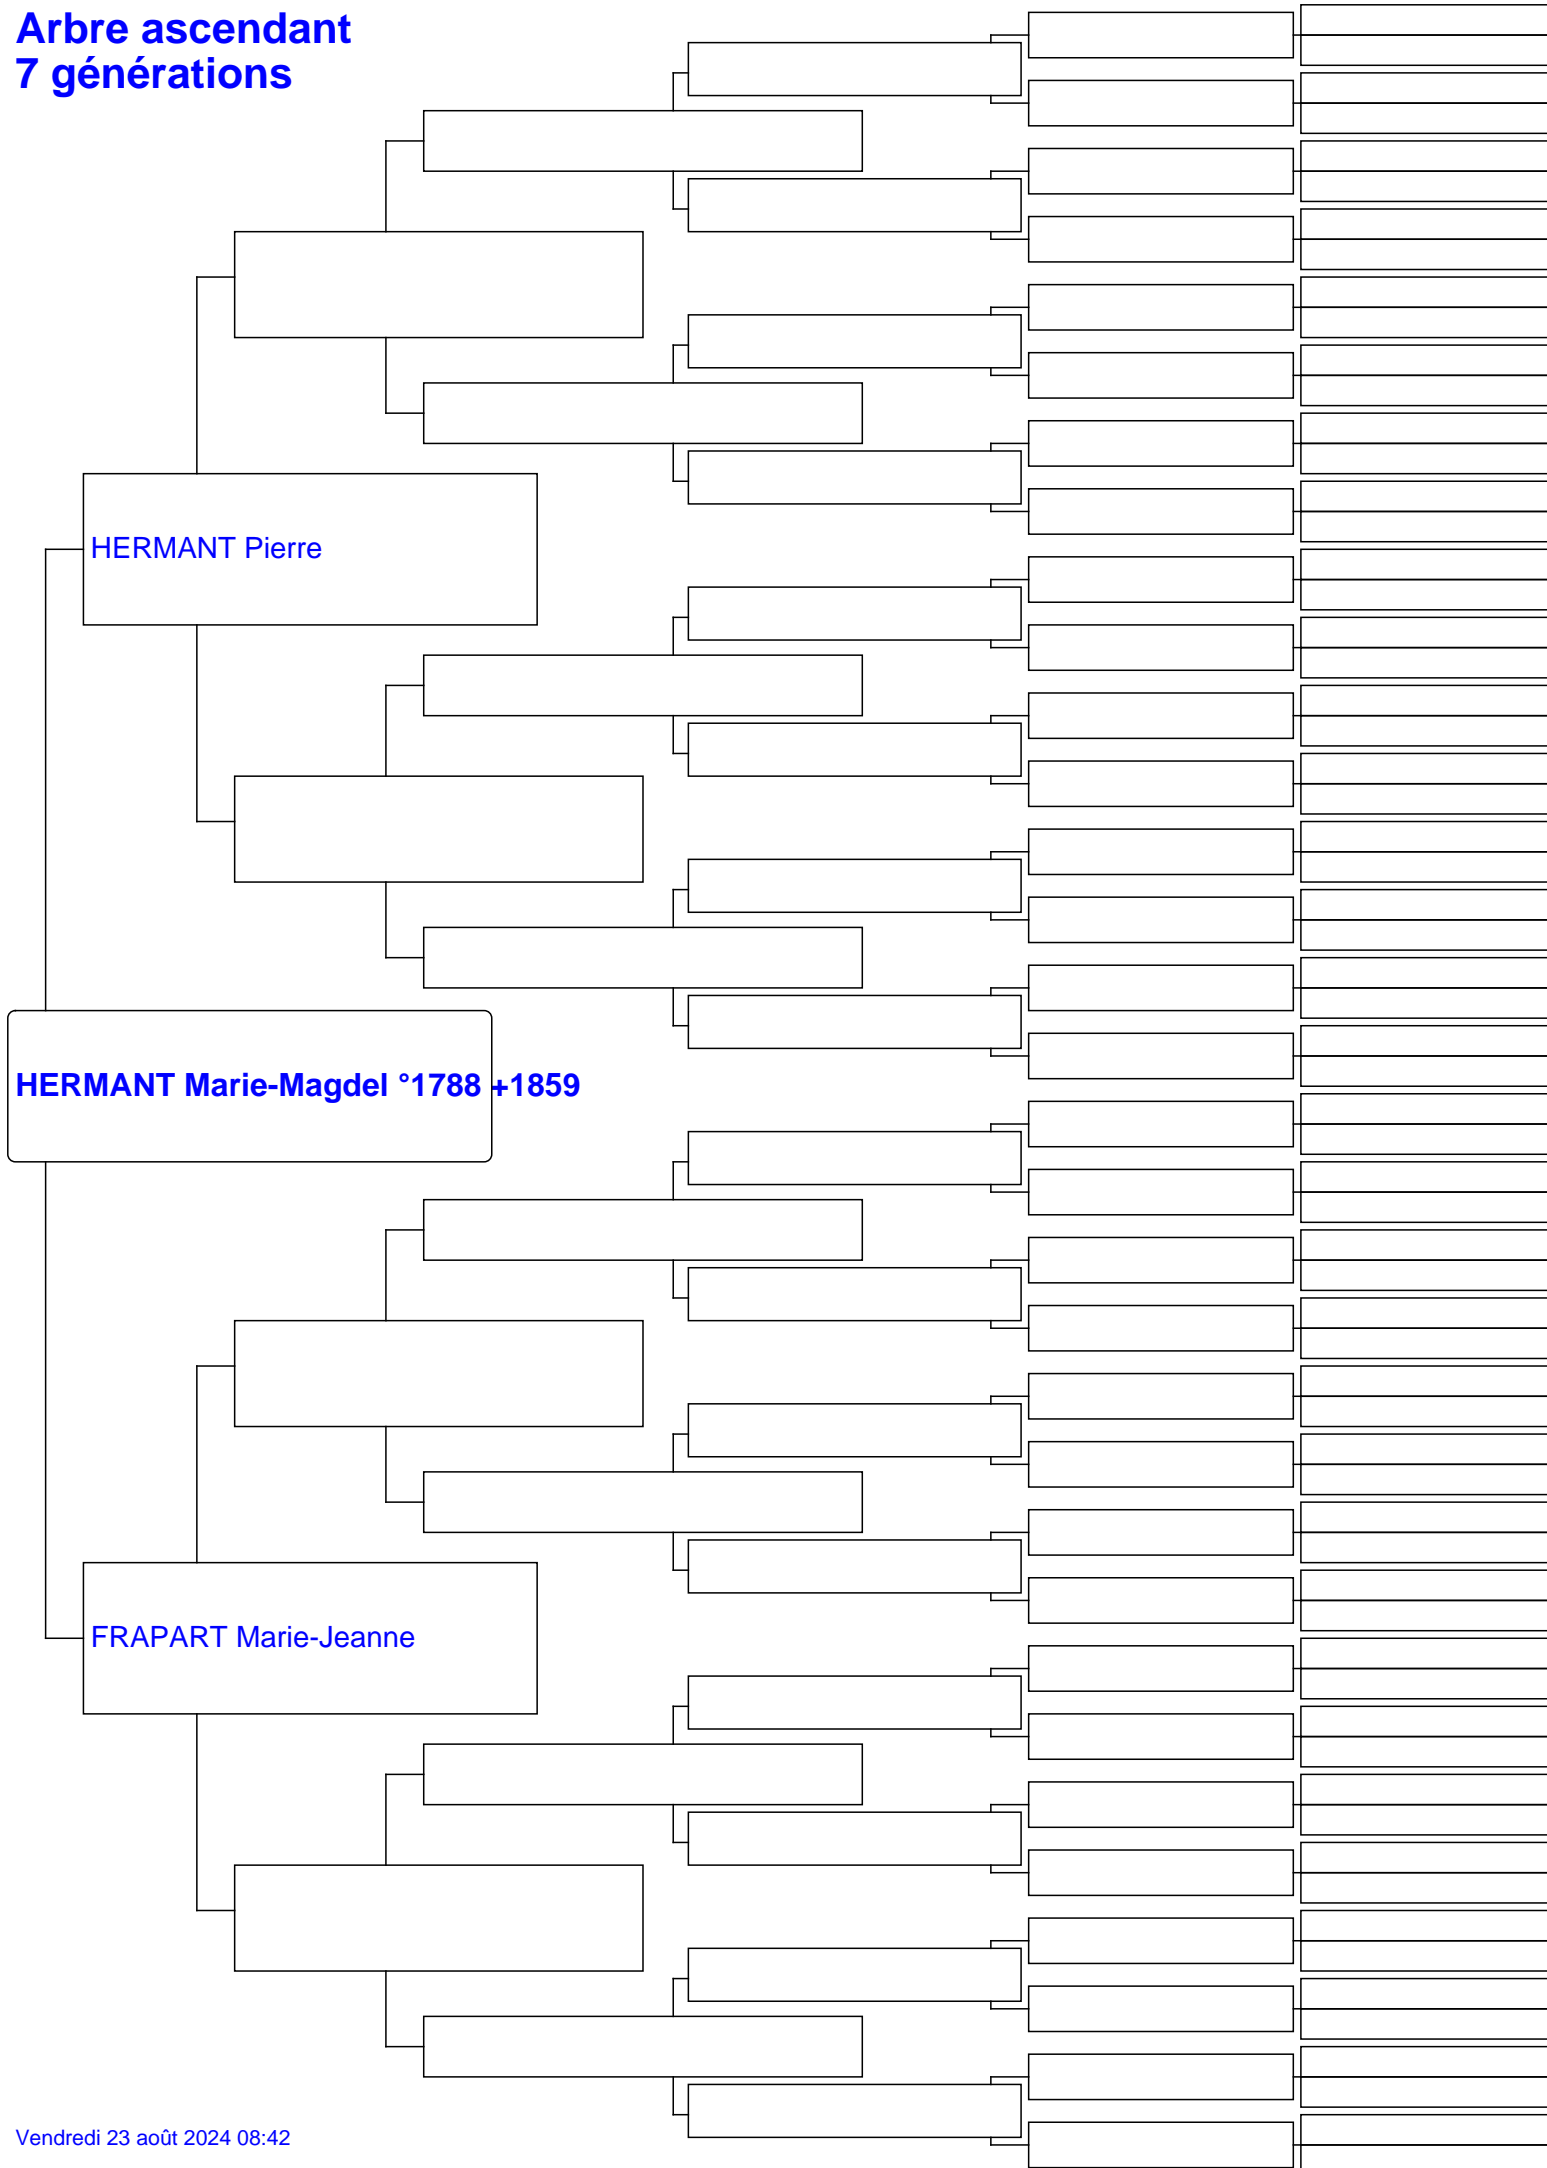 Arbre ascendant
7 générations
HERMANT Pierre
HERMANT Marie-Magdel °1788 +1859
FRAPART Marie-Jeanne
Vendredi 23 août 2024 08:42